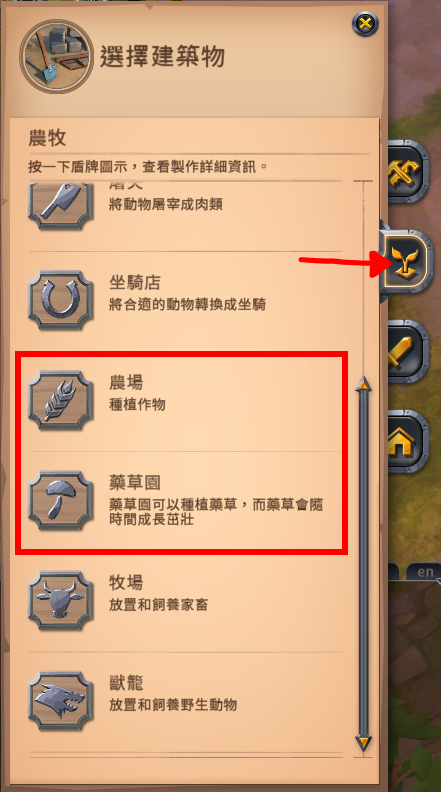 選擇建築物
農牧
按一下盾牌圖示，查看製作詳細資訊。
將動物屠宰成肉類
坐騎店
將合適的動物轉換成坐騎
農場
種植作物
藥草園
藥草園可以種植藥草，而藥草會隨
時間成長茁壯
牧場
放置和飼養家畜
獸籠
放置和飼養野生動物
en